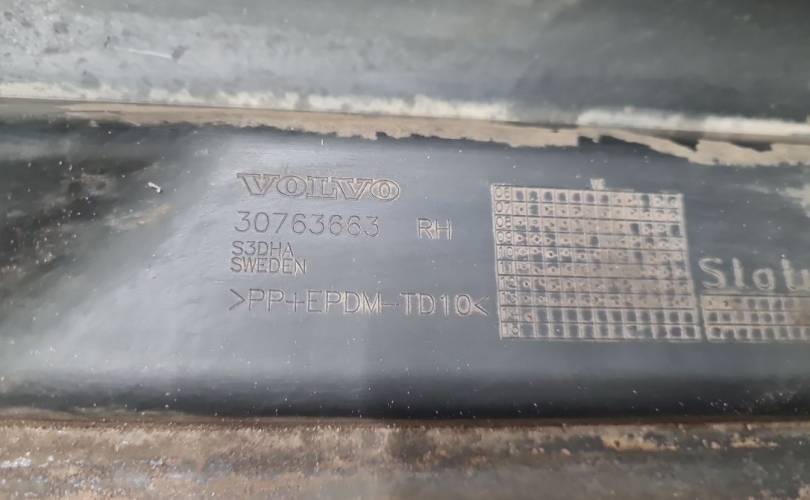 VOLVO
30763663 RH
S3DHA
SWEDEN
>PP+EPDM-TD10<